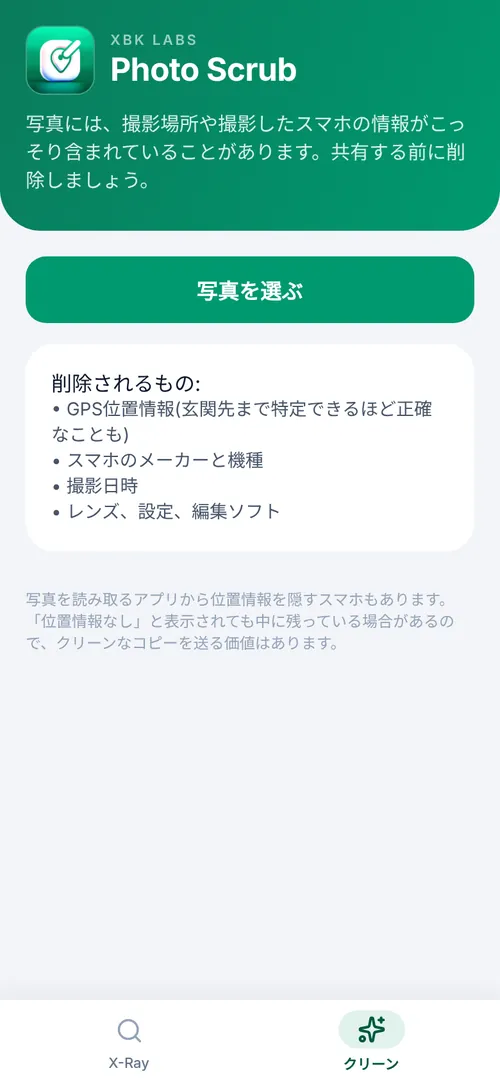 XBK LABS
Photo Scrub
写真には、撮影場所や撮影したスマホの情報がこっ
そり含まれていることがあります。共有する前に削
除しましょう。
写真を選ぶ
削除されるもの:
• GPS位置情報(玄関先まで特定できるほど正確
なことも)
• スマホのメーカーと機種
• 撮影日時
• レンズ、設定、編集ソフト
写真を読み取るアプリから位置情報を隠すスマホもあります。
「位置情報なし」と表示されても中に残っている場合があるの
で、クリーンなコピーを送る価値はあります。
X-Ray
クリーン